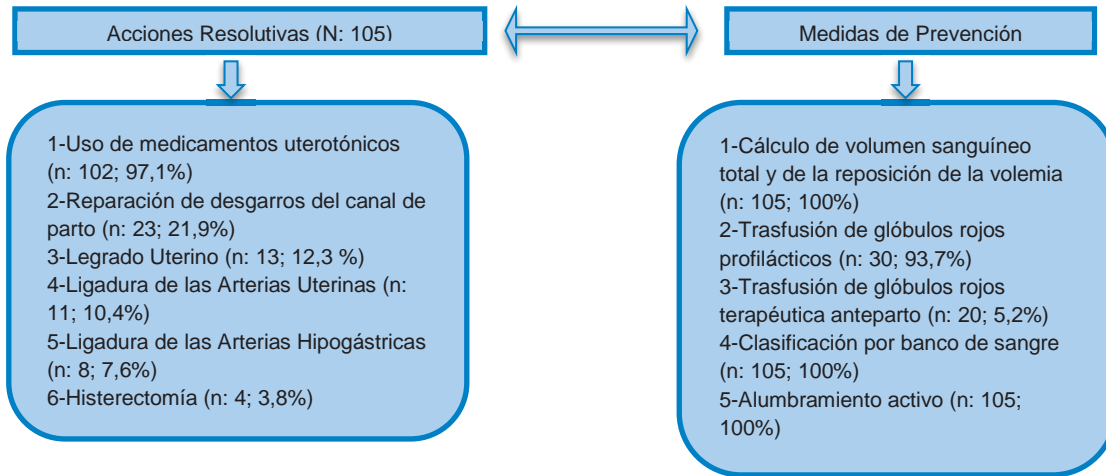 Acciones Resolutivas (N: 105)
Medidas de Prevención
1-Uso de medicamentos uterotónicos
(n: 102; 97,1%)
2-Reparación de desgarros del canal de
parto (n: 23; 21,9%)
3-Legrado Uterino (n: 13; 12,3 %)
4-Ligadura de las Arterias Uterinas (n:
11; 10,4%)
5-Ligadura de las Arterias Hipogástricas
(n: 8; 7,6%)
6-Histerectomía (n: 4; 3,8%)
1-Cálculo de volumen sanguíneo
total y de la reposición de la volemia
(n: 105; 100%)
2-Trasfusión de glóbulos rojos
profilácticos (n: 30; 93,7%)
3-Trasfusión de glóbulos rojos
terapéutica anteparto (n: 20; 5,2%)
4-Clasificación por banco de sangre
(n: 105; 100%)
5-Alumbramiento activo (n: 105;
100%)